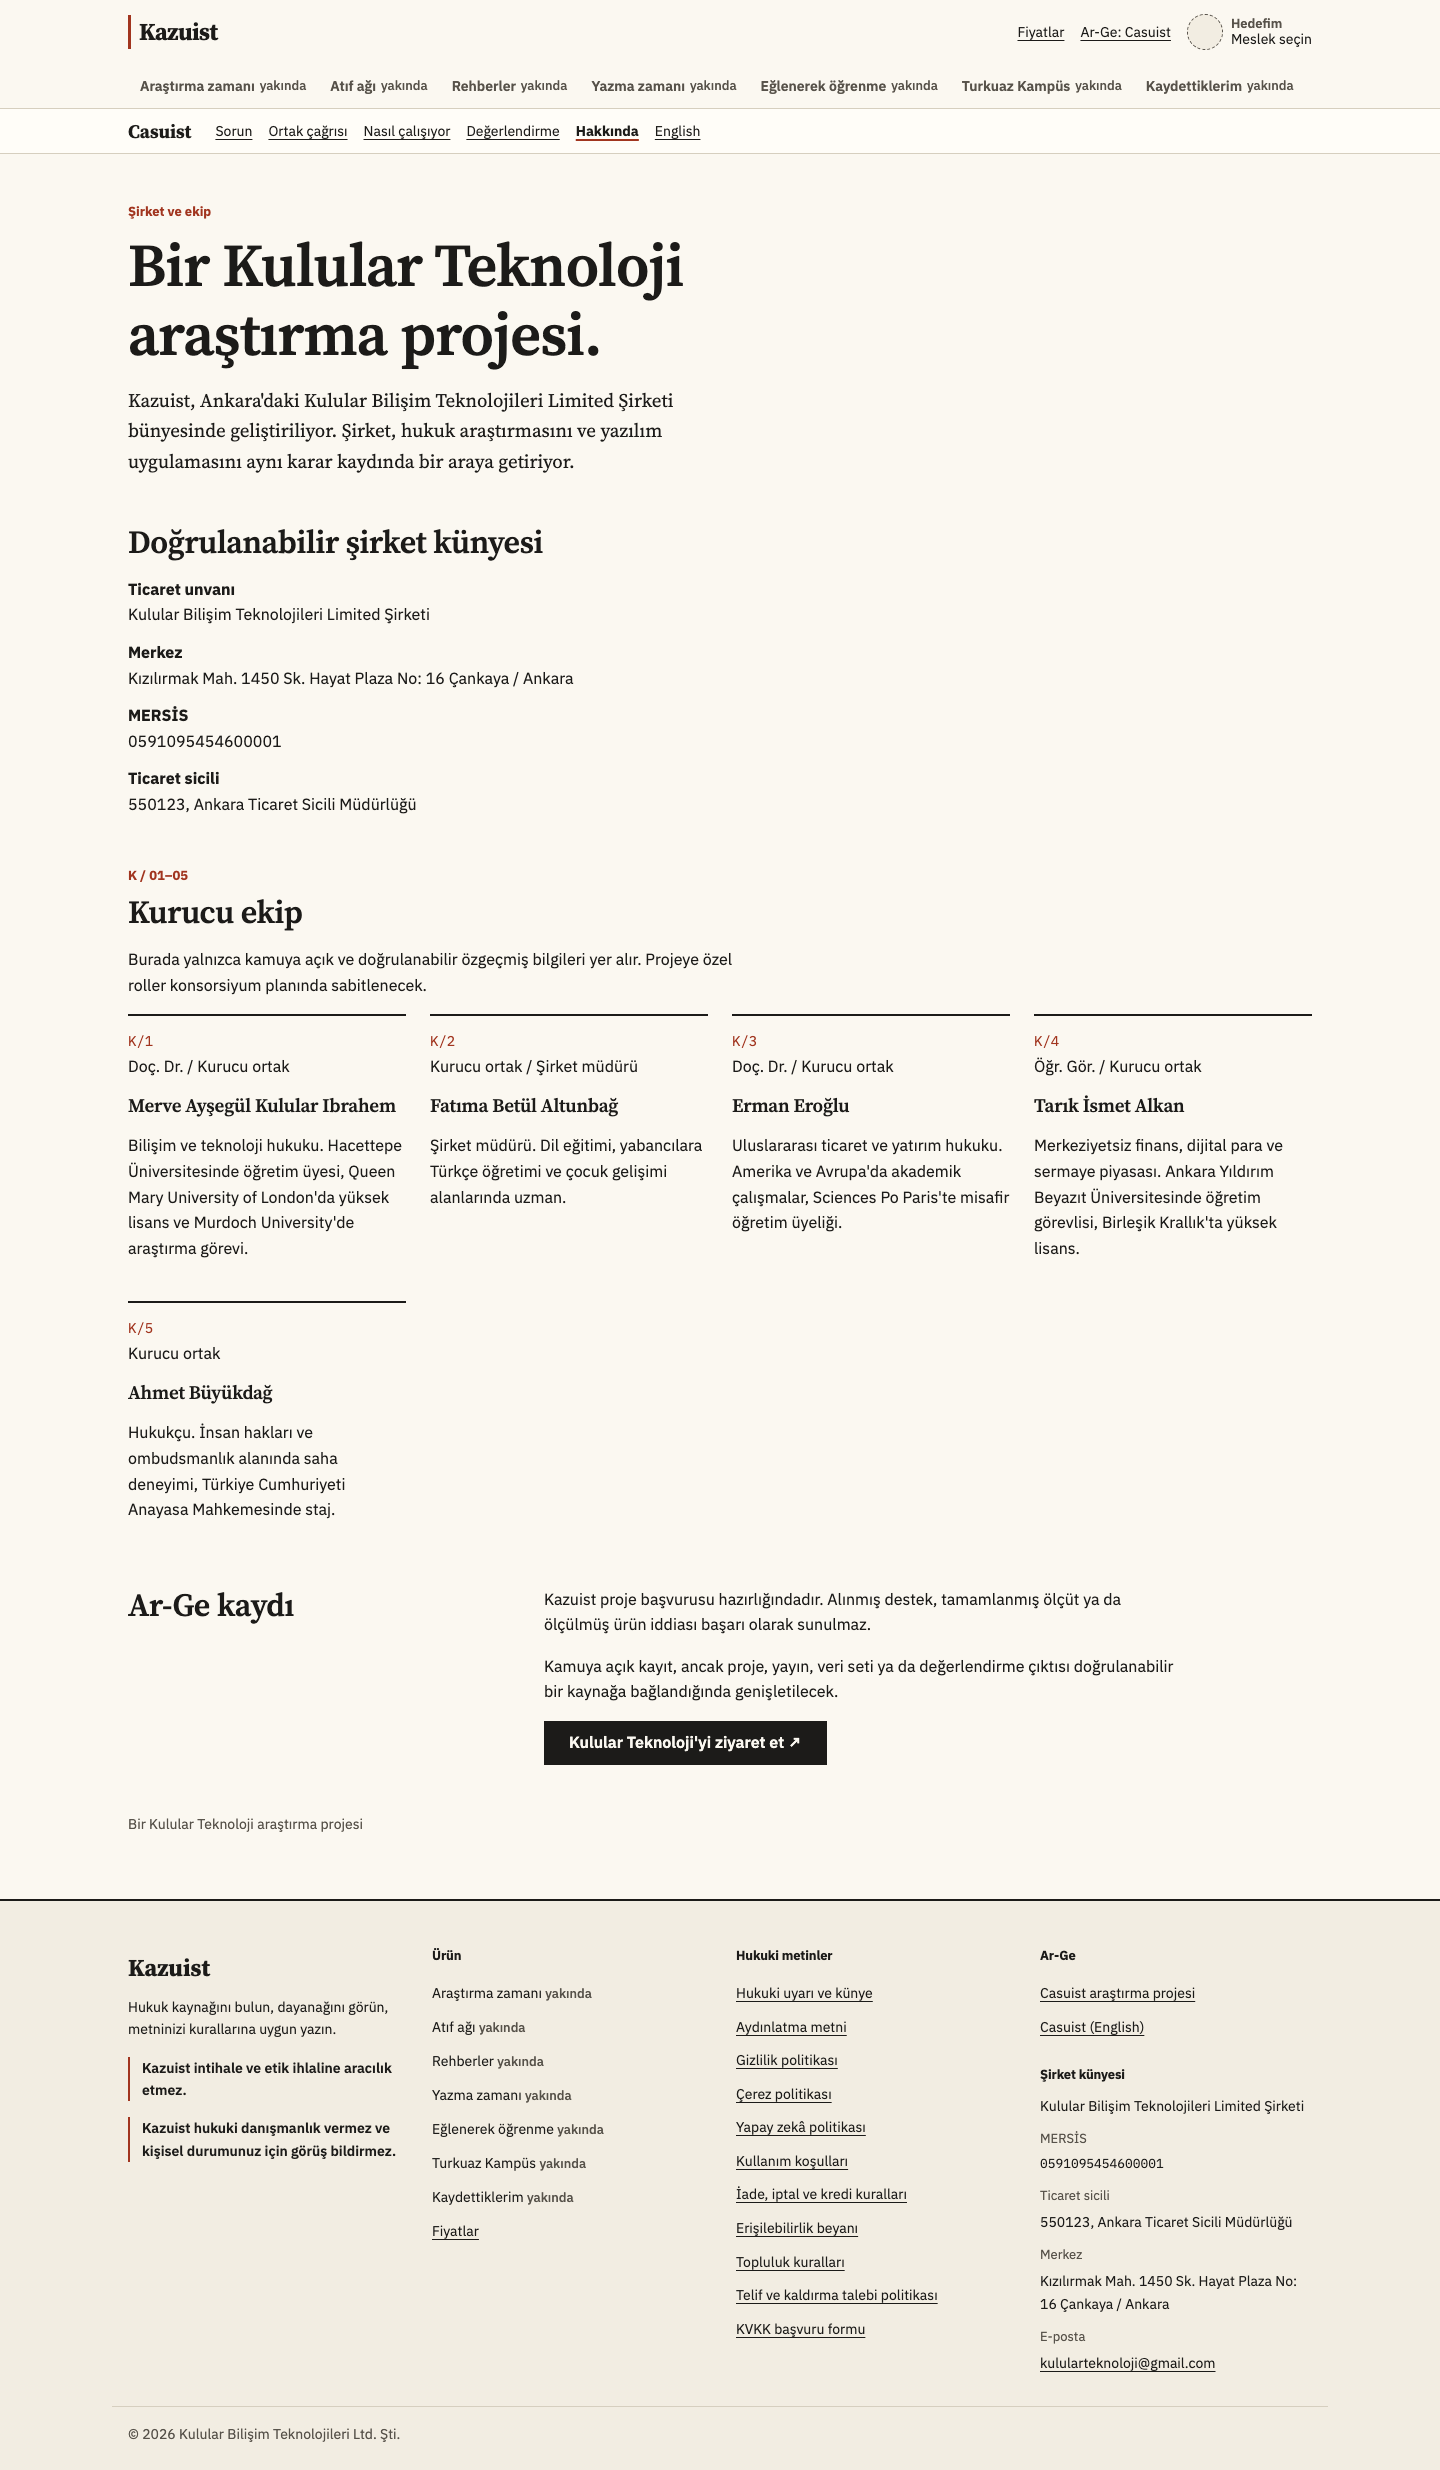 Kazuist
Fiyatlar
Ar-Ge: Casuist
Hedefim
Meslek seçin
Araştırma zamanı yakında
Atıf ağı yakında
Rehberler yakında
Yazma zamanı yakında
Eğlenerek öğrenme yakında
Turkuaz Kampüs yakında
Kaydettiklerim yakında
Casuist
Sorun
Ortak çağrısı
Nasıl çalışıyor
Değerlendirme
Hakkında
English
Şirket ve ekip
Bir Kulular Teknoloji
araştırma projesi.
Kazuist, Ankara'daki Kulular Bilişim Teknolojileri Limited Şirketi
bünyesinde geliştiriliyor. Şirket, hukuk araştırmasını ve yazılım
uygulamasını aynı karar kaydında bir araya getiriyor.
Doğrulanabilir şirket künyesi
Ticaret unvanı
Kulular Bilişim Teknolojileri Limited Şirketi
Merkez
Kızılırmak Mah. 1450 Sk. Hayat Plaza No: 16 Çankaya / Ankara
MERSİS
0591095454600001
Ticaret sicili
550123, Ankara Ticaret Sicili Müdürlüğü
K / 01–05
Kurucu ekip
Burada yalnızca kamuya açık ve doğrulanabilir özgeçmiş bilgileri yer alır. Projeye özel
roller konsorsiyum planında sabitlenecek.
K/1
Doç. Dr. / Kurucu ortak
Merve Ayşegül Kulular Ibrahem
Bilişim ve teknoloji hukuku. Hacettepe
Üniversitesinde öğretim üyesi, Queen
Mary University of London'da yüksek
lisans ve Murdoch University'de
araştırma görevi.
K/2
Kurucu ortak / Şirket müdürü
Fatıma Betül Altunbağ
Şirket müdürü. Dil eğitimi, yabancılara
Türkçe öğretimi ve çocuk gelişimi
alanlarında uzman.
K/3
Doç. Dr. / Kurucu ortak
Erman Eroğlu
Uluslararası ticaret ve yatırım hukuku.
Amerika ve Avrupa'da akademik
çalışmalar, Sciences Po Paris'te misafir
öğretim üyeliği.
K/4
Öğr. Gör. / Kurucu ortak
Tarık İsmet Alkan
Merkeziyetsiz finans, dijital para ve
sermaye piyasası. Ankara Yıldırım
Beyazıt Üniversitesinde öğretim
görevlisi, Birleşik Krallık'ta yüksek
lisans.
K/5
Kurucu ortak
Ahmet Büyükdağ
Hukukçu. İnsan hakları ve
ombudsmanlık alanında saha
deneyimi, Türkiye Cumhuriyeti
Anayasa Mahkemesinde staj.
Ar-Ge kaydı
Kazuist proje başvurusu hazırlığındadır. Alınmış destek, tamamlanmış ölçüt ya da
ölçülmüş ürün iddiası başarı olarak sunulmaz.
Kamuya açık kayıt, ancak proje, yayın, veri seti ya da değerlendirme çıktısı doğrulanabilir
bir kaynağa bağlandığında genişletilecek.
Kulular Teknoloji'yi ziyaret et ↗
Bir Kulular Teknoloji araştırma projesi
Kazuist
Hukuk kaynağını bulun, dayanağını görün,
metninizi kurallarına uygun yazın.
Kazuist intihale ve etik ihlaline aracılık
etmez.
Kazuist hukuki danışmanlık vermez ve
kişisel durumunuz için görüş bildirmez.
Ürün
Araştırma zamanı yakında
Atıf ağı yakında
Rehberler yakında
Yazma zamanı yakında
Eğlenerek öğrenme yakında
Turkuaz Kampüs yakında
Kaydettiklerim yakında
Fiyatlar
Hukuki metinler
Hukuki uyarı ve künye
Aydınlatma metni
Gizlilik politikası
Çerez politikası
Yapay zekâ politikası
Kullanım koşulları
İade, iptal ve kredi kuralları
Erişilebilirlik beyanı
Topluluk kuralları
Telif ve kaldırma talebi politikası
KVKK başvuru formu
Ar-Ge
Casuist araştırma projesi
Casuist (English)
Şirket künyesi
Kulular Bilişim Teknolojileri Limited Şirketi
MERSİS
0591095454600001
Ticaret sicili
550123, Ankara Ticaret Sicili Müdürlüğü
Merkez
Kızılırmak Mah. 1450 Sk. Hayat Plaza No:
16 Çankaya / Ankara
E-posta
kulularteknoloji@gmail.com
© 2026 Kulular Bilişim Teknolojileri Ltd. Şti.